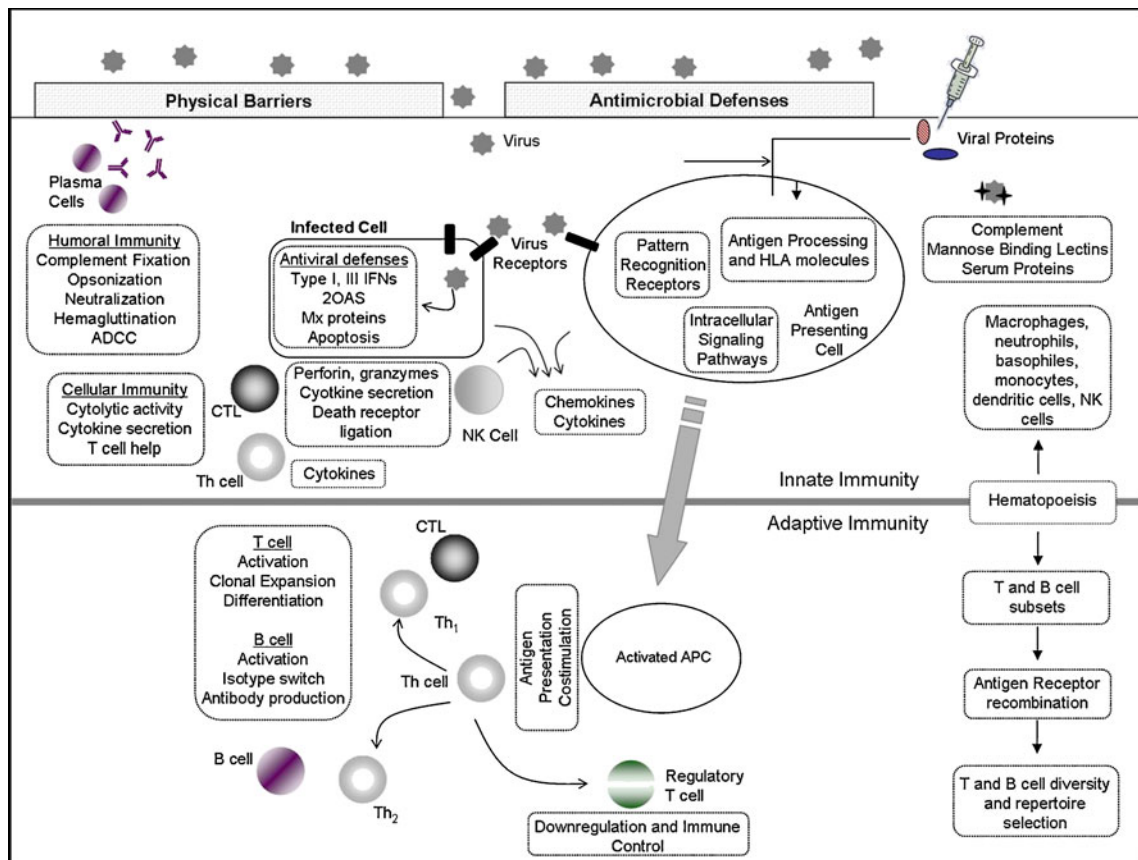 Physical Barriers
Antimicrobial Defenses
Virus
Viral Proteins
Plasma
Cells
Humoral Immunity
Complement Fixation
Opsonization
Neutralization
Hemagluttination
ADCC
Infected Cell
Antiviral defenses
Type I, III IFNs
2OAS
Mx proteins
Apoptosis
Virus
Receptors
Pattern
Recognition
Receptors
Antigen Processing
and HLA molecules
Intracellular
Signaling
Pathways
Antigen
Presenting
Cell
Complement
Mannose Binding Lectins
Serum Proteins
Macrophages,
neutrophils,
basophiles,
monocytes,
dendritic cells, NK
cells
Cellular Immunity
Cytolytic activity
Cytokine secretion
T cell help
CTL
Th cell
Perforin, granzymes
Cyotkine secretion
Death receptor
ligation
Cytokines
NK Cell
Chemokines
Cytokines
Innate Immunity
Hematopoeisis
Adaptive Immunity
T cell
Activation
Clonal Expansion
Differentiation
B cell
Activation
Isotype switch
Antibody production
CTL
Th1
Th cell
Antigen
Presentation
Costimulation
Activated APC
T and B cell
subsets
Antigen Receptor
recombination
T and B cell diversity
and repertoire
selection
B cell
Th2
Regulatory
T cell
Downregulation and Immune
Control